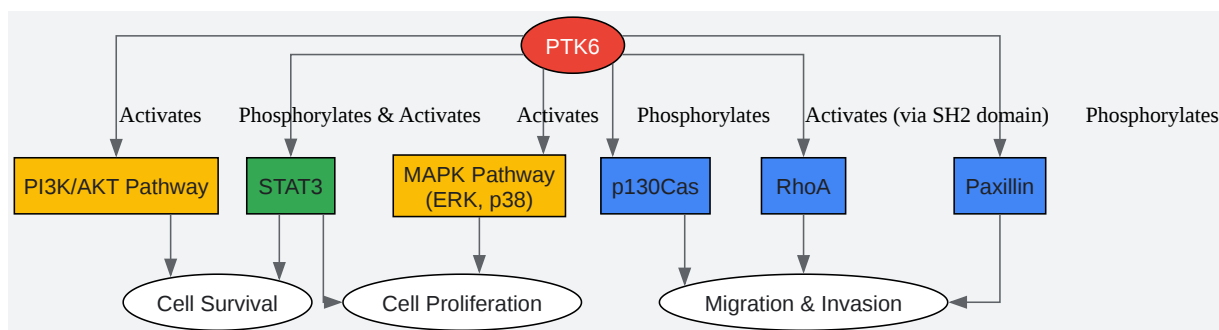 PTK6
Activates
Phosphorylates & Activates
Activates
Phosphorylates
Activates (via SH2 domain)
Phosphorylates
PI3K/AKT Pathway
STAT3
MAPK Pathway
(ERK, p38)
p130Cas
RhoA
Paxillin
Cell Survival
Cell Proliferation
Migration & Invasion